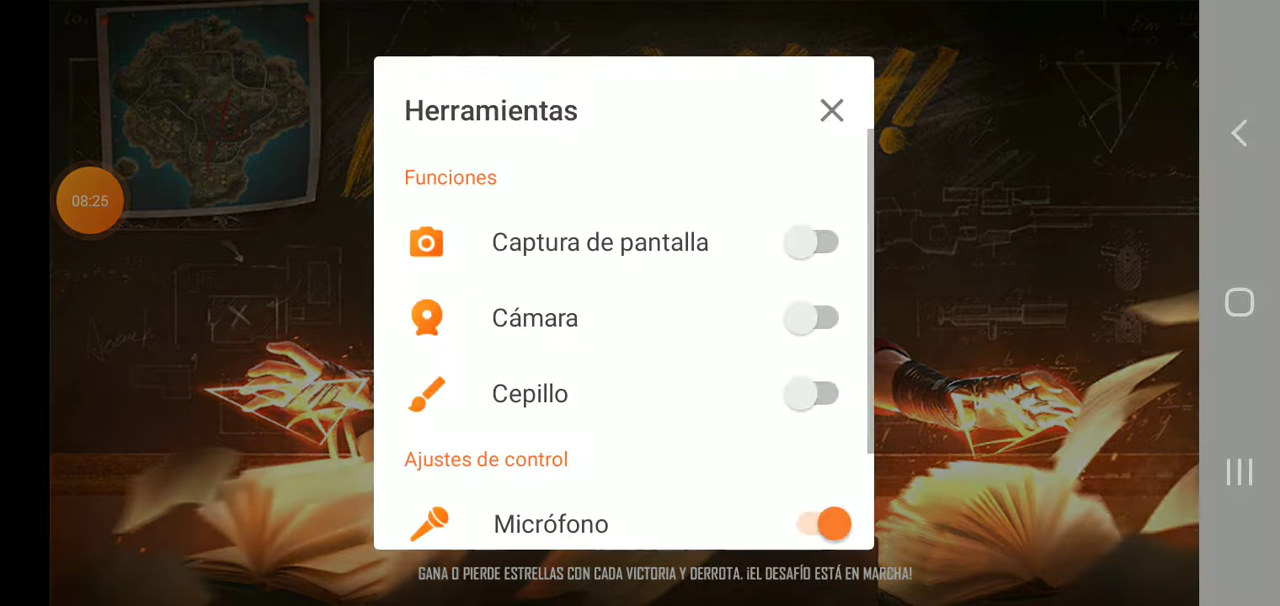 Herramientas
Funciones
08:25
Captura de pantalla
Cámara
Cepillo
Ajustes de control
Micrófono
GANA O PIERDE ESTRELLAS CON CADA VICTORIA Y DERROTA. ¡EL DESAFÍO ESTÁ EN MARCHA!